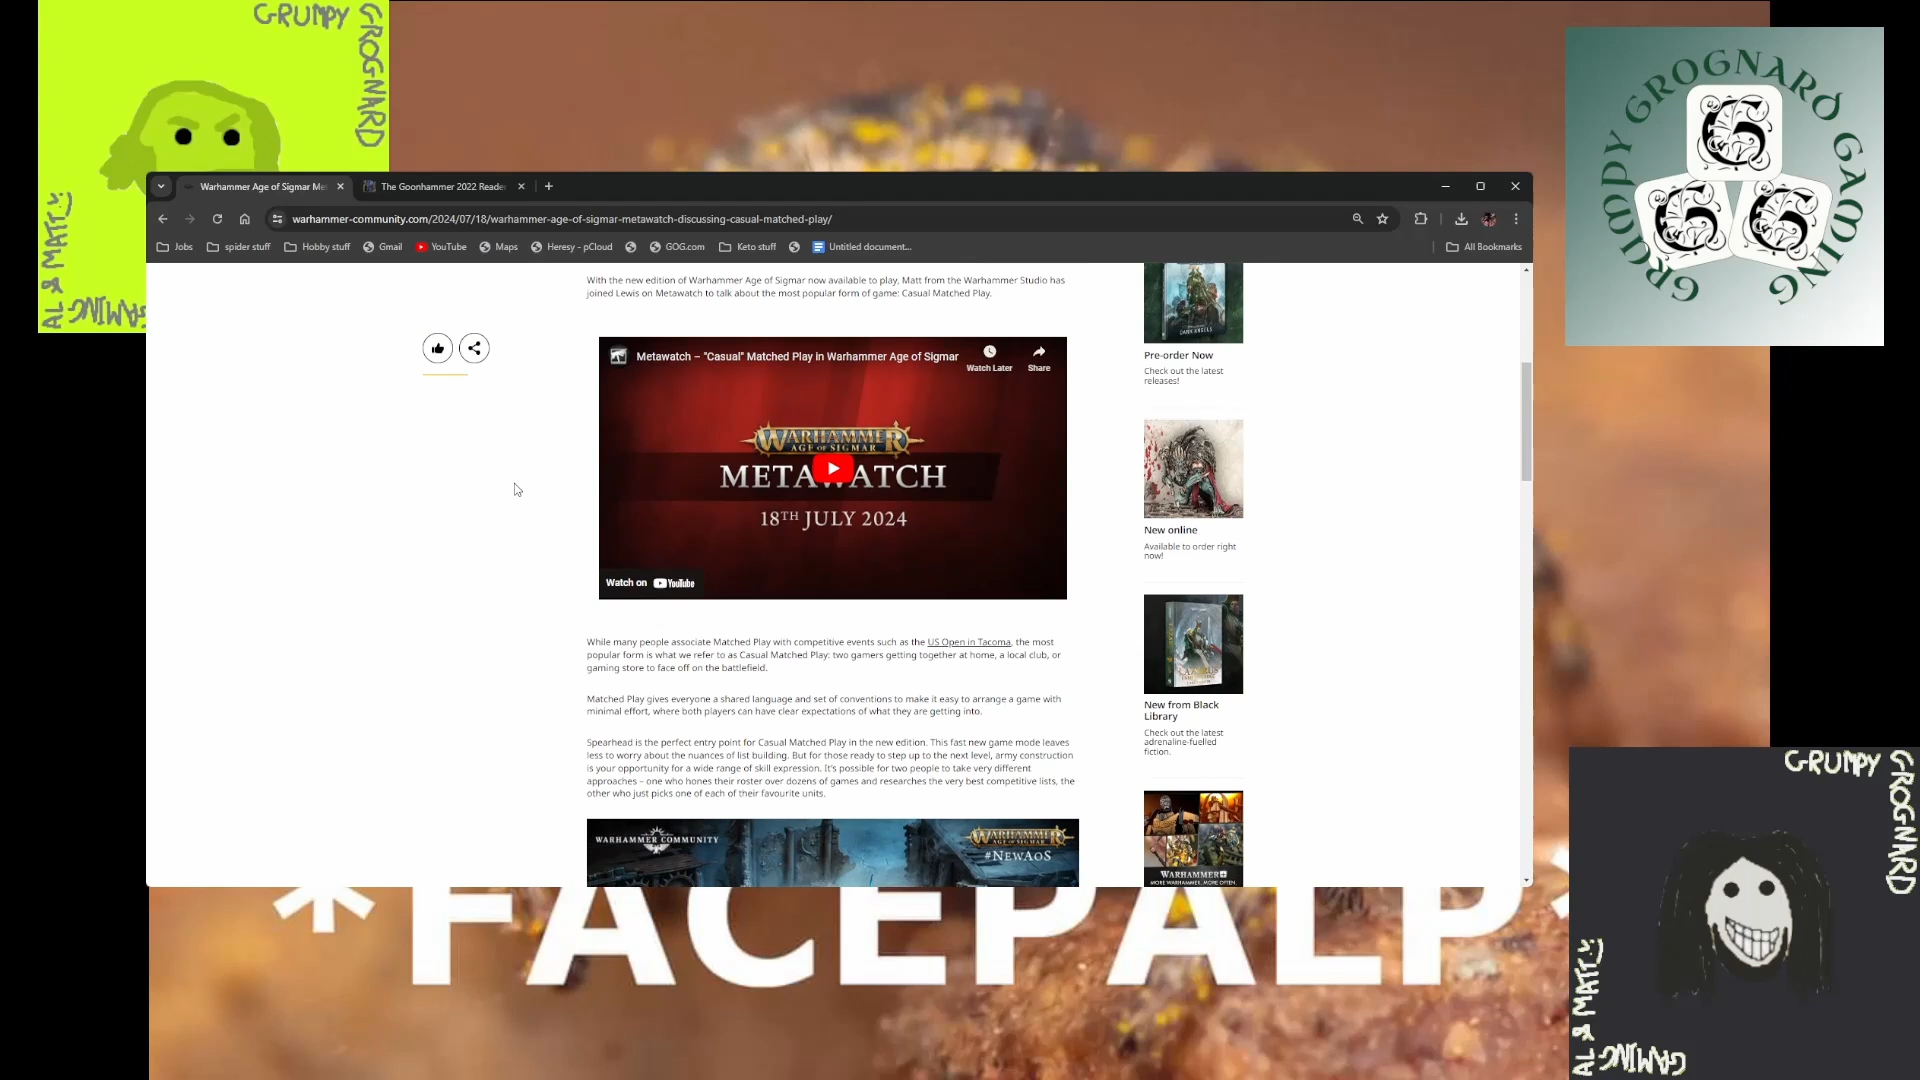 GRUMPY
GROGNARD
AL & MATTY:
GAMING
GRUMPY GROGNARD GAMING
G
G G
Warhammer Age of Sigmar Me
The Goonhammer 2022 Reade
warhammer-community.com/2024/07/18/warhammer-age-of-sigmar-metawatch-discussing-casual-matched-play/
Jobs
spider stuff
Hobby stuff
Gmail
YouTube
Maps
Heresy - pCloud
GOG.com
Keto stuff
Untitled document...
All Bookmarks
With the new edition of Warhammer Age of Sigmar now available to play, Matt from the Warhammer Studio has
joined Lewis on Metawatch to talk about the most popular form of game: Casual Matched Play.
Metawatch – "Casual" Matched Play in Warhammer Age of Sigmar
Watch Later
Share
WARHAMMER
AGE OF SIGMAR
METAWATCH
18TH JULY 2024
Watch on YouTube
While many people associate Matched Play with competitive events such as the US Open in Tacoma, the most
popular form is what we refer to as Casual Matched Play: two gamers getting together at home, a local club, or
gaming store to face off on the battlefield.
Matched Play gives everyone a shared language and set of conventions to make it easy to arrange a game with
minimal effort, where both players can have clear expectations of what they are getting into.
Spearhead is the perfect entry point for Casual Matched Play in the new edition. This fast new game mode leaves
less to worry about the nuances of list building. But for those ready to step up to the next level, army construction
is your opportunity for a wide range of skill expression. It's possible for two people to take very different
approaches – one who hones their roster over dozens of games and researches the very best competitive lists, the
other who just picks one of each of their favourite units.
WARHAMMER COMMUNITY
WARHAMMER
AGE OF SIGMAR
#NEWAOS
DARK ANGELS
Pre-order Now
Check out the latest
releases!
New online
Available to order right
now!
New from Black
Library
Check out the latest
adrenaline-fuelled
fiction.
WARHAMMER+
MORE WARHAMMER. MORE OFTEN.
*FACEPALP*
GRUMPY
GROGNARD
AL & MATTY:
GAMING